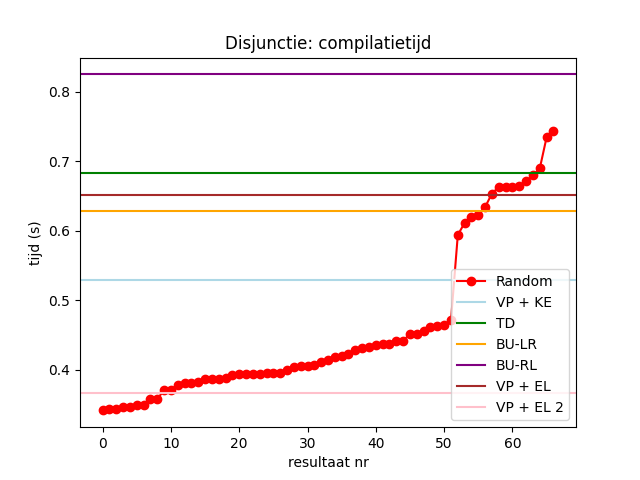 Disjunctie: compilatietijd
tijd (s)
0.8
0.7
0.6
0.5
0.4
0
10
20
30
40
50
60
resultaat nr
Random
VP + KE
TD
BU-LR
BU-RL
VP + EL
VP + EL 2